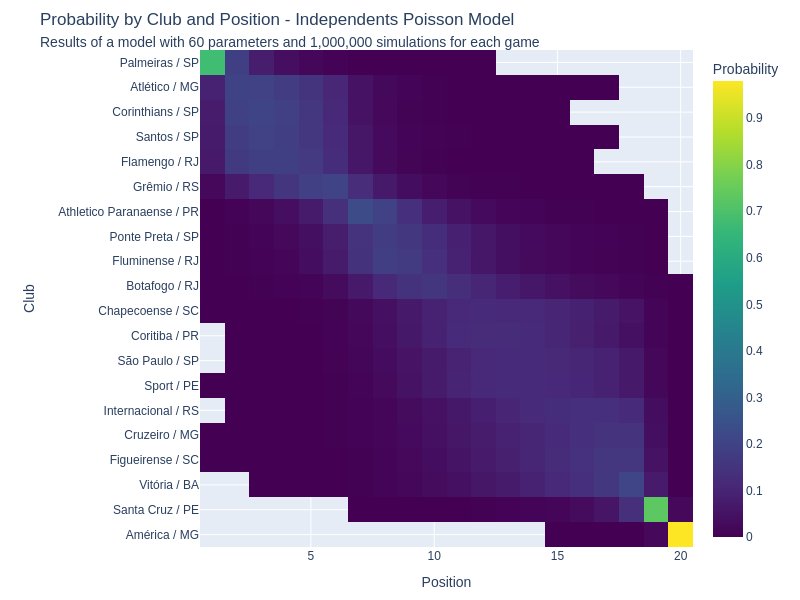 Probability by Club and Position - Independents Poisson Model
Results of a model with 60 parameters and 1,000,000 simulations for each game
Palmeiras / SP
Atlético / MG
Corinthians / SP
Santos / SP
Flamengo / RJ
Grêmio / RS
Athletico Paranaense / PR
Ponte Preta / SP
Fluminense / RJ
Botafogo / RJ
Chapecoense / SC
Coritiba / PR
São Paulo / SP
Sport / PE
Internacional / RS
Cruzeiro / MG
Figueirense / SC
Vitória / BA
Santa Cruz / PE
América / MG
Club
5
10
15
20
Position
Probability
0.9
0.8
0.7
0.6
0.5
0.4
0.3
0.2
0.1
0